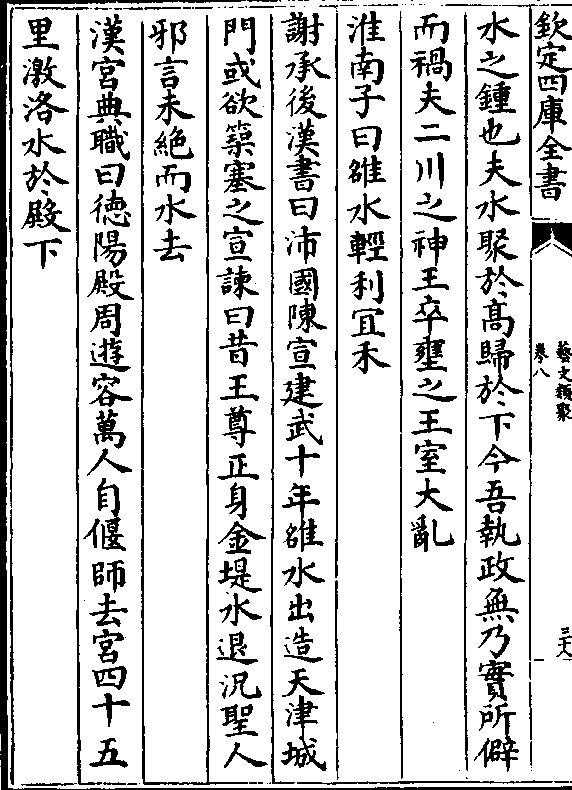 欽定四庫全書
藝文類聚
卷八
三大
水之鍾也夫水聚於高歸於下今吾執政無乃實所僻
而禍夫二川之神王卒壅之王室大亂
淮南子曰雒水輕利宜禾
謝承後漢書曰沛國陳宣建武十年雒水出造天津城
門或欲築塞之宣諫曰昔王尊正身金堤水退況聖人
邪言未絶而水去
漢宮典職曰德陽殿周遊容萬人自偃師去宮四十五
里激洛水於殿下